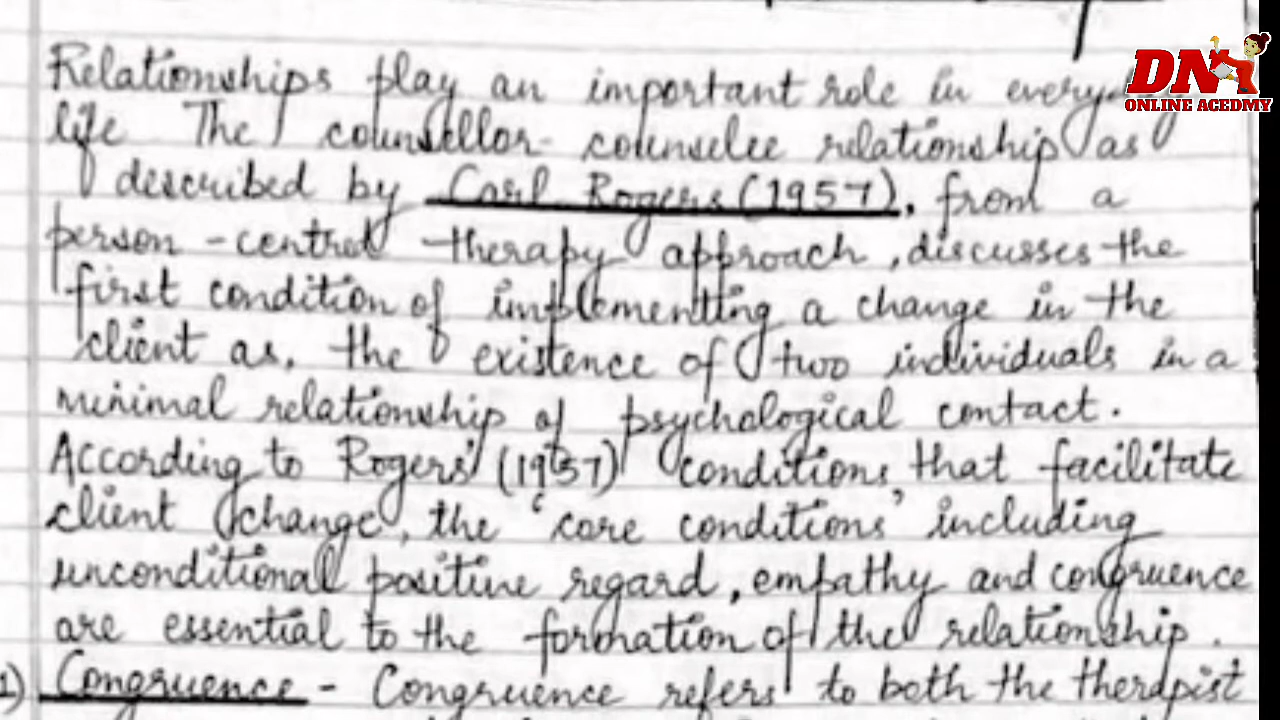 DN
ONLINE ACEDMY
Relationships play an important role in everyday
life The counsellor- counselee relationship as
described by Carl Rogers (1957), from a
person-centred therapy approach, discusses the
first condition of implementing a change in the
client as, the existence of two individuals in a
minimal relationship of psychological contact.
According to Rogers' (1957) conditions that facilitate
client change, the 'core conditions' including
unconditional positive regard, empathy and congruence
are essential to the formation of the relationship.
1) Congruence - Congruence refers to both the therapist